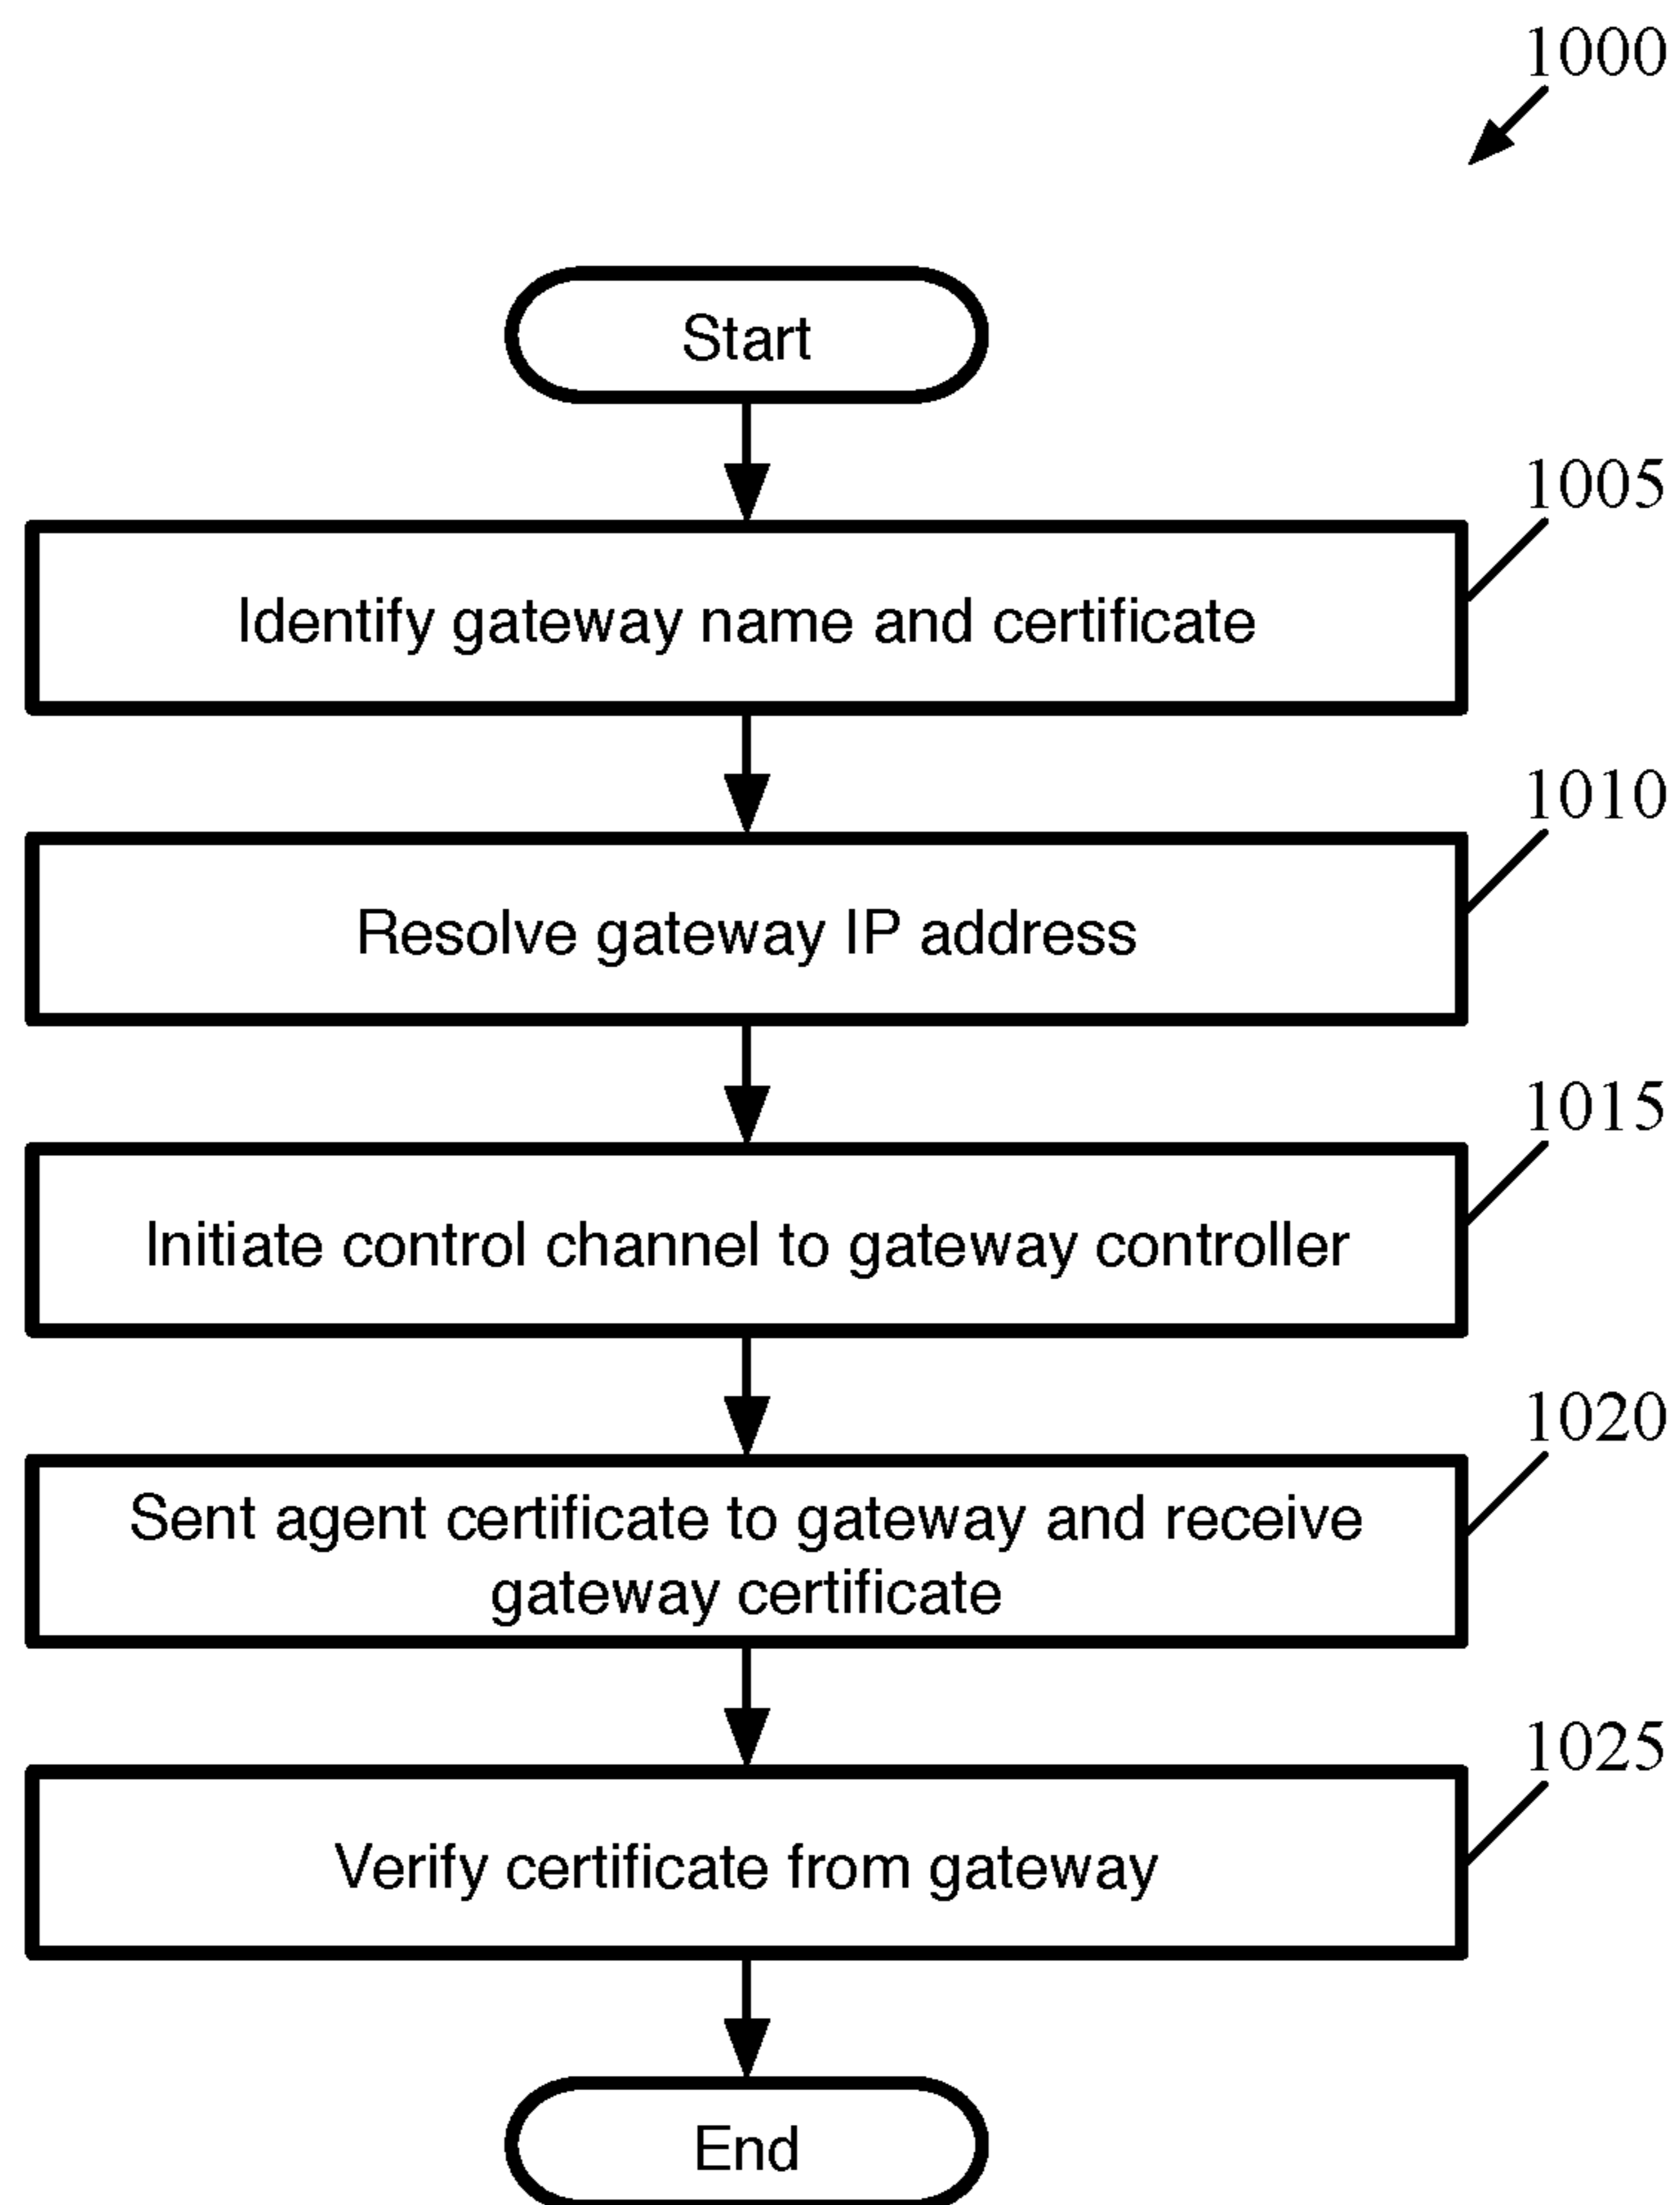 1000
Start
1005
Identify gateway name and certificate
1010
Resolve gateway IP address
1015
Initiate control channel to gateway controller
1020
Sent agent certificate to gateway and receive
gateway certificate
1025
Verify certificate from gateway
End